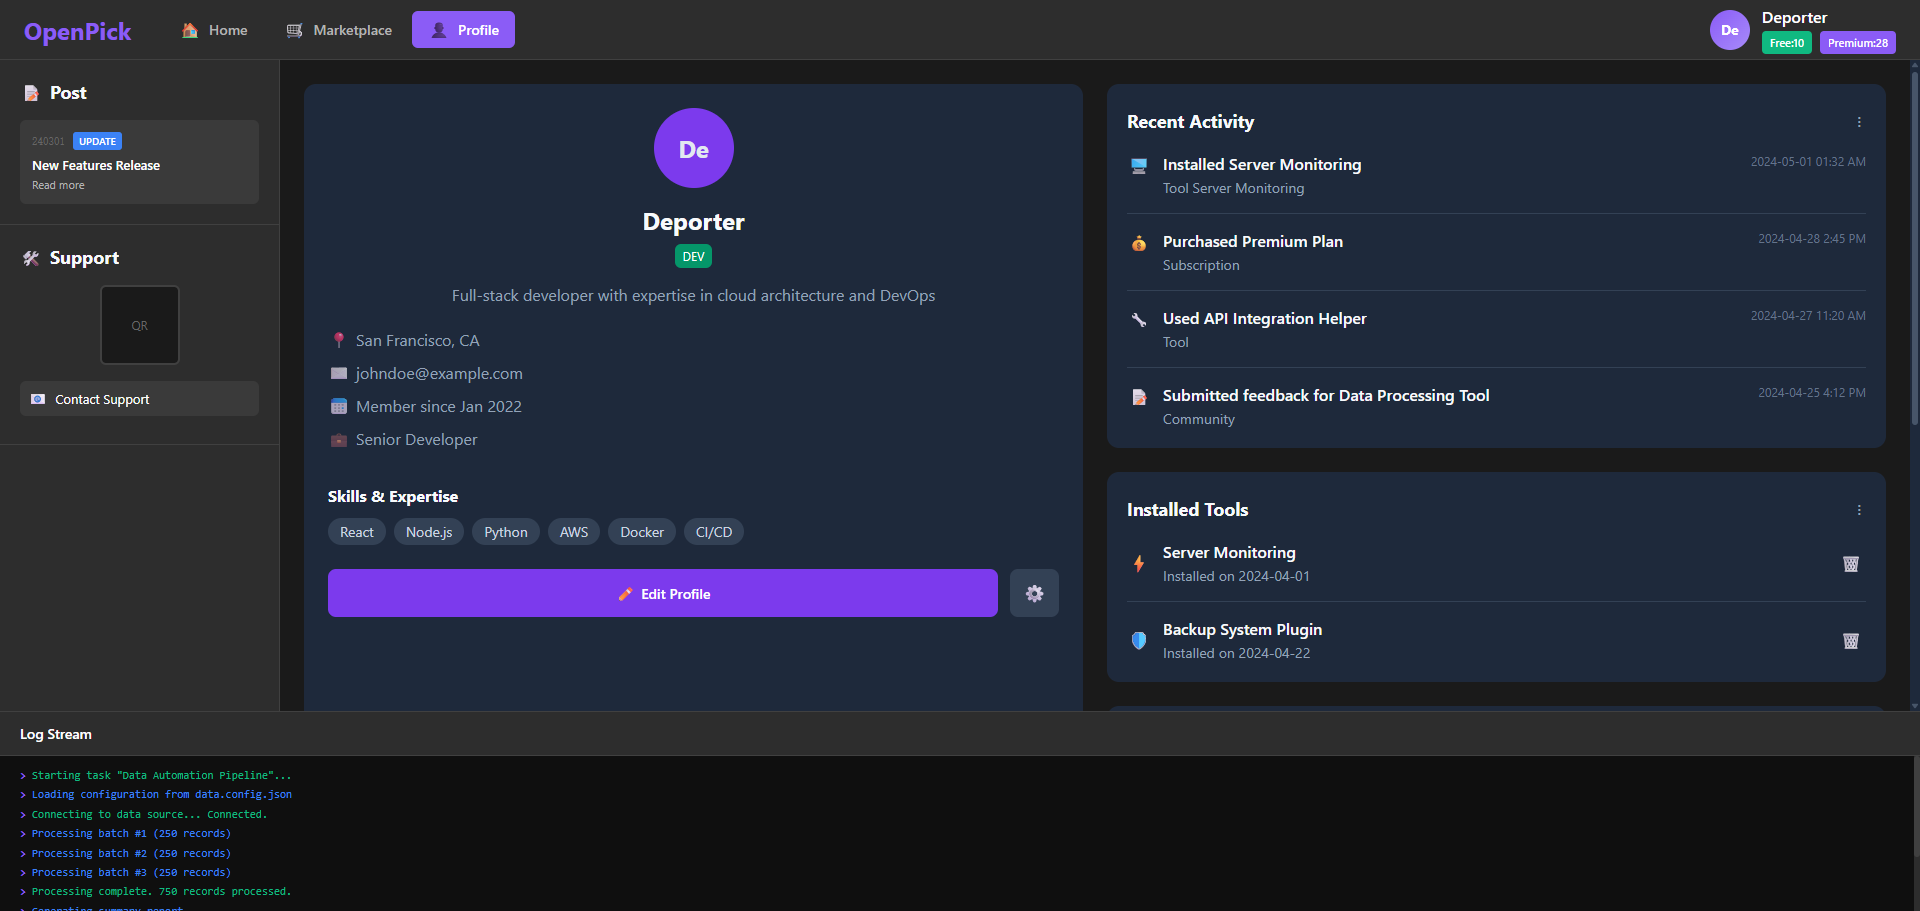 OpenPick
Home
Marketplace
Profile
De
Deporter
Free:10
Premium:28
Post
240301 UPDATE
New Features Release
Read more
Support
QR
Contact Support
De
Deporter
DEV
Full-stack developer with expertise in cloud architecture and DevOps
San Francisco, CA
johndoe@example.com
Member since Jan 2022
Senior Developer
Skills & Expertise
React
Node.js
Python
AWS
Docker
CI/CD
Edit Profile
Recent Activity
Installed Server Monitoring
2024-05-01 01:32 AM
Tool Server Monitoring
Purchased Premium Plan
2024-04-28 2:45 PM
Subscription
Used API Integration Helper
2024-04-27 11:20 AM
Tool
Submitted feedback for Data Processing Tool
2024-04-25 4:12 PM
Community
Installed Tools
Server Monitoring
Installed on 2024-04-01
Backup System Plugin
Installed on 2024-04-22
Log Stream
> Starting task "Data Automation Pipeline"...
> Loading configuration from data.config.json
> Connecting to data source... Connected.
> Processing batch #1 (250 records)
> Processing batch #2 (250 records)
> Processing batch #3 (250 records)
> Processing complete. 750 records processed.
> Generating summary report